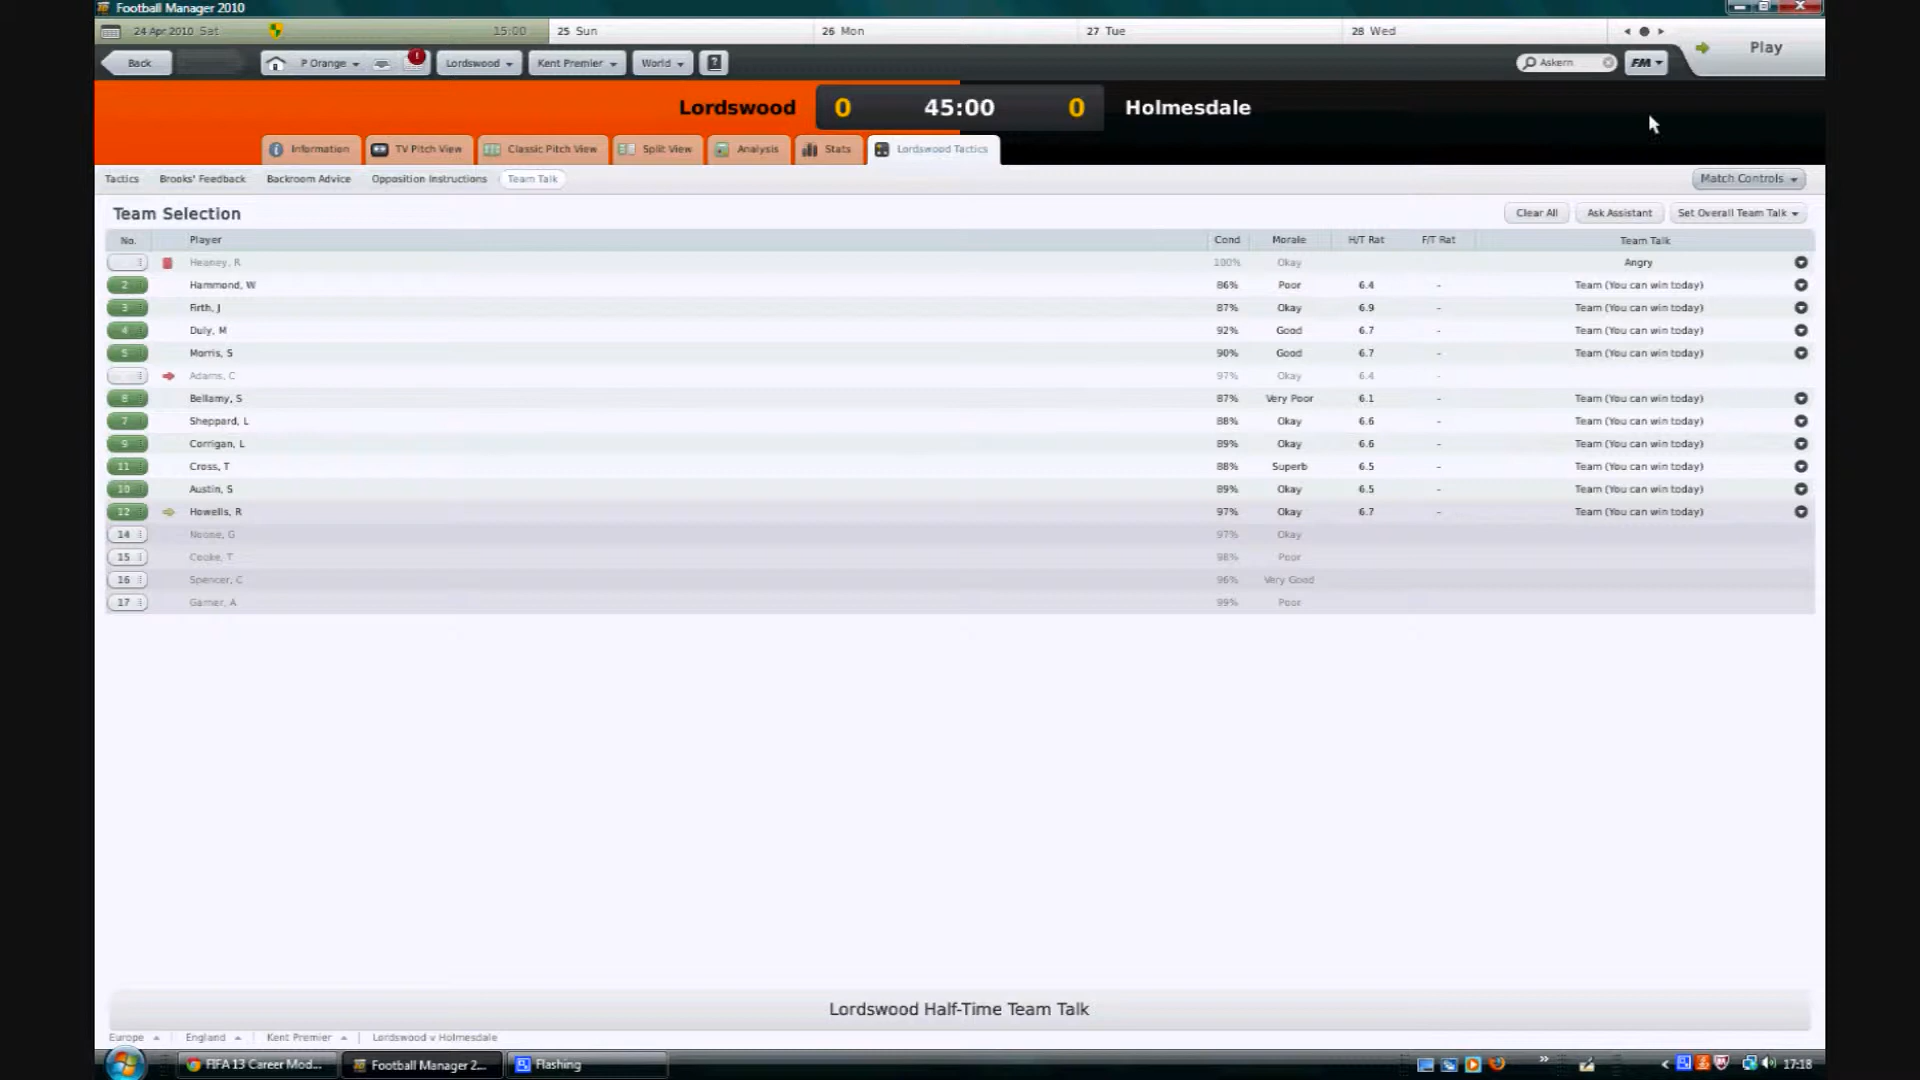 Football Manager 2010
24 Apr 2010 Sat 15:00 25 Sun 26 Mon 27 Tue 28 Wed
Back P Orange Lordswood Kent Premier World ? Askern FM Play
Lordswood 0 45:00 0 Holmesdale
Information TV Pitch View Classic Pitch View Split View Analysis Stats Lordswood Tactics
Tactics Brooks' Feedback Backroom Advice Opposition Instructions Team Talk Match Controls
Team Selection Clear All Ask Assistant Set Overall Team Talk
No. Player Cond Morale H/T Rat F/T Rat Team Talk
Heaney, R 100% Okay Angry
2 Hammond, W 86% Poor 6.4 - Team (You can win today)
3 Firth, J 87% Okay 6.9 - Team (You can win today)
4 Duly, M 92% Good 6.7 - Team (You can win today)
5 Morris, S 90% Good 6.7 - Team (You can win today)
Adams, C 97% Okay 6.4 -
8 Bellamy, S 87% Very Poor 6.1 - Team (You can win today)
7 Sheppard, L 88% Okay 6.6 - Team (You can win today)
9 Corrigan, L 89% Okay 6.6 - Team (You can win today)
11 Cross, T 88% Superb 6.5 - Team (You can win today)
10 Austin, S 89% Okay 6.5 - Team (You can win today)
12 Howells, R 97% Okay 6.7 - Team (You can win today)
14 Noone, G 97% Okay
15 Cooke, T 98% Poor
16 Spencer, C 96% Very Good
17 Garner, A 99% Poor
Lordswood Half-Time Team Talk
Europe England Kent Premier Lordswood v Holmesdale
FIFA 13 Career Mod... Football Manager 2... Flashing 17:18